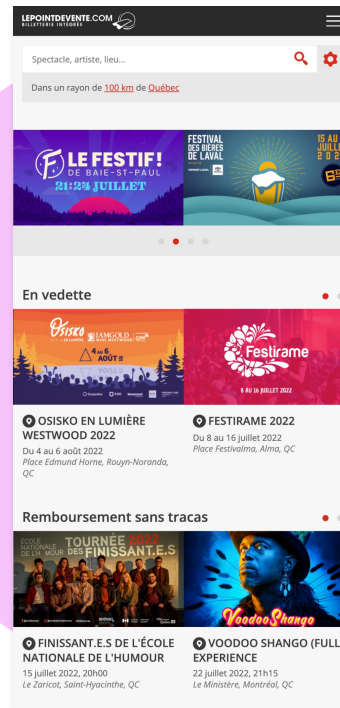 LEPOINTDEVENTE.COM
BILLETTERIE INTÉGRÉE
Spectacle, artiste, lieu...
Dans un rayon de 100 km de Québec
LE FESTIF!
DE BAIE-ST-PAUL
21:24 JUILLET
FESTIVAL
DES BIÈRES
DE LAVAL
15 AU
JUILLET
202
6
En vedette
OSISKO
EN LUMIÈRE
IAMGOLD
4 AU 6
AOÛT
Festirame
8 AU 16 JUILLET 2022
OSISKO EN LUMIÈRE
WESTWOOD 2022
Du 4 au 6 août 2022
Place Edmund Horne, Rouyn-Noranda,
QC
FESTIRAME 2022
Du 8 au 16 juillet 2022
Place Festivalma, Alma, QC
Remboursement sans tracas
ÉCOLE
NATIONALE
DE L'HUMOUR
TOURNÉE 2022
DES FINISSANT.E.S
Voodoo Shango
FINISSANT.E.S DE L'ÉCOLE
NATIONALE DE L'HUMOUR
15 juillet 2022, 20h00
Le Zaricot, Saint-Hyacinthe, QC
VOODOO SHANGO (FULL
EXPERIENCE
22 juillet 2022, 21h15
Le Ministère, Montréal, QC